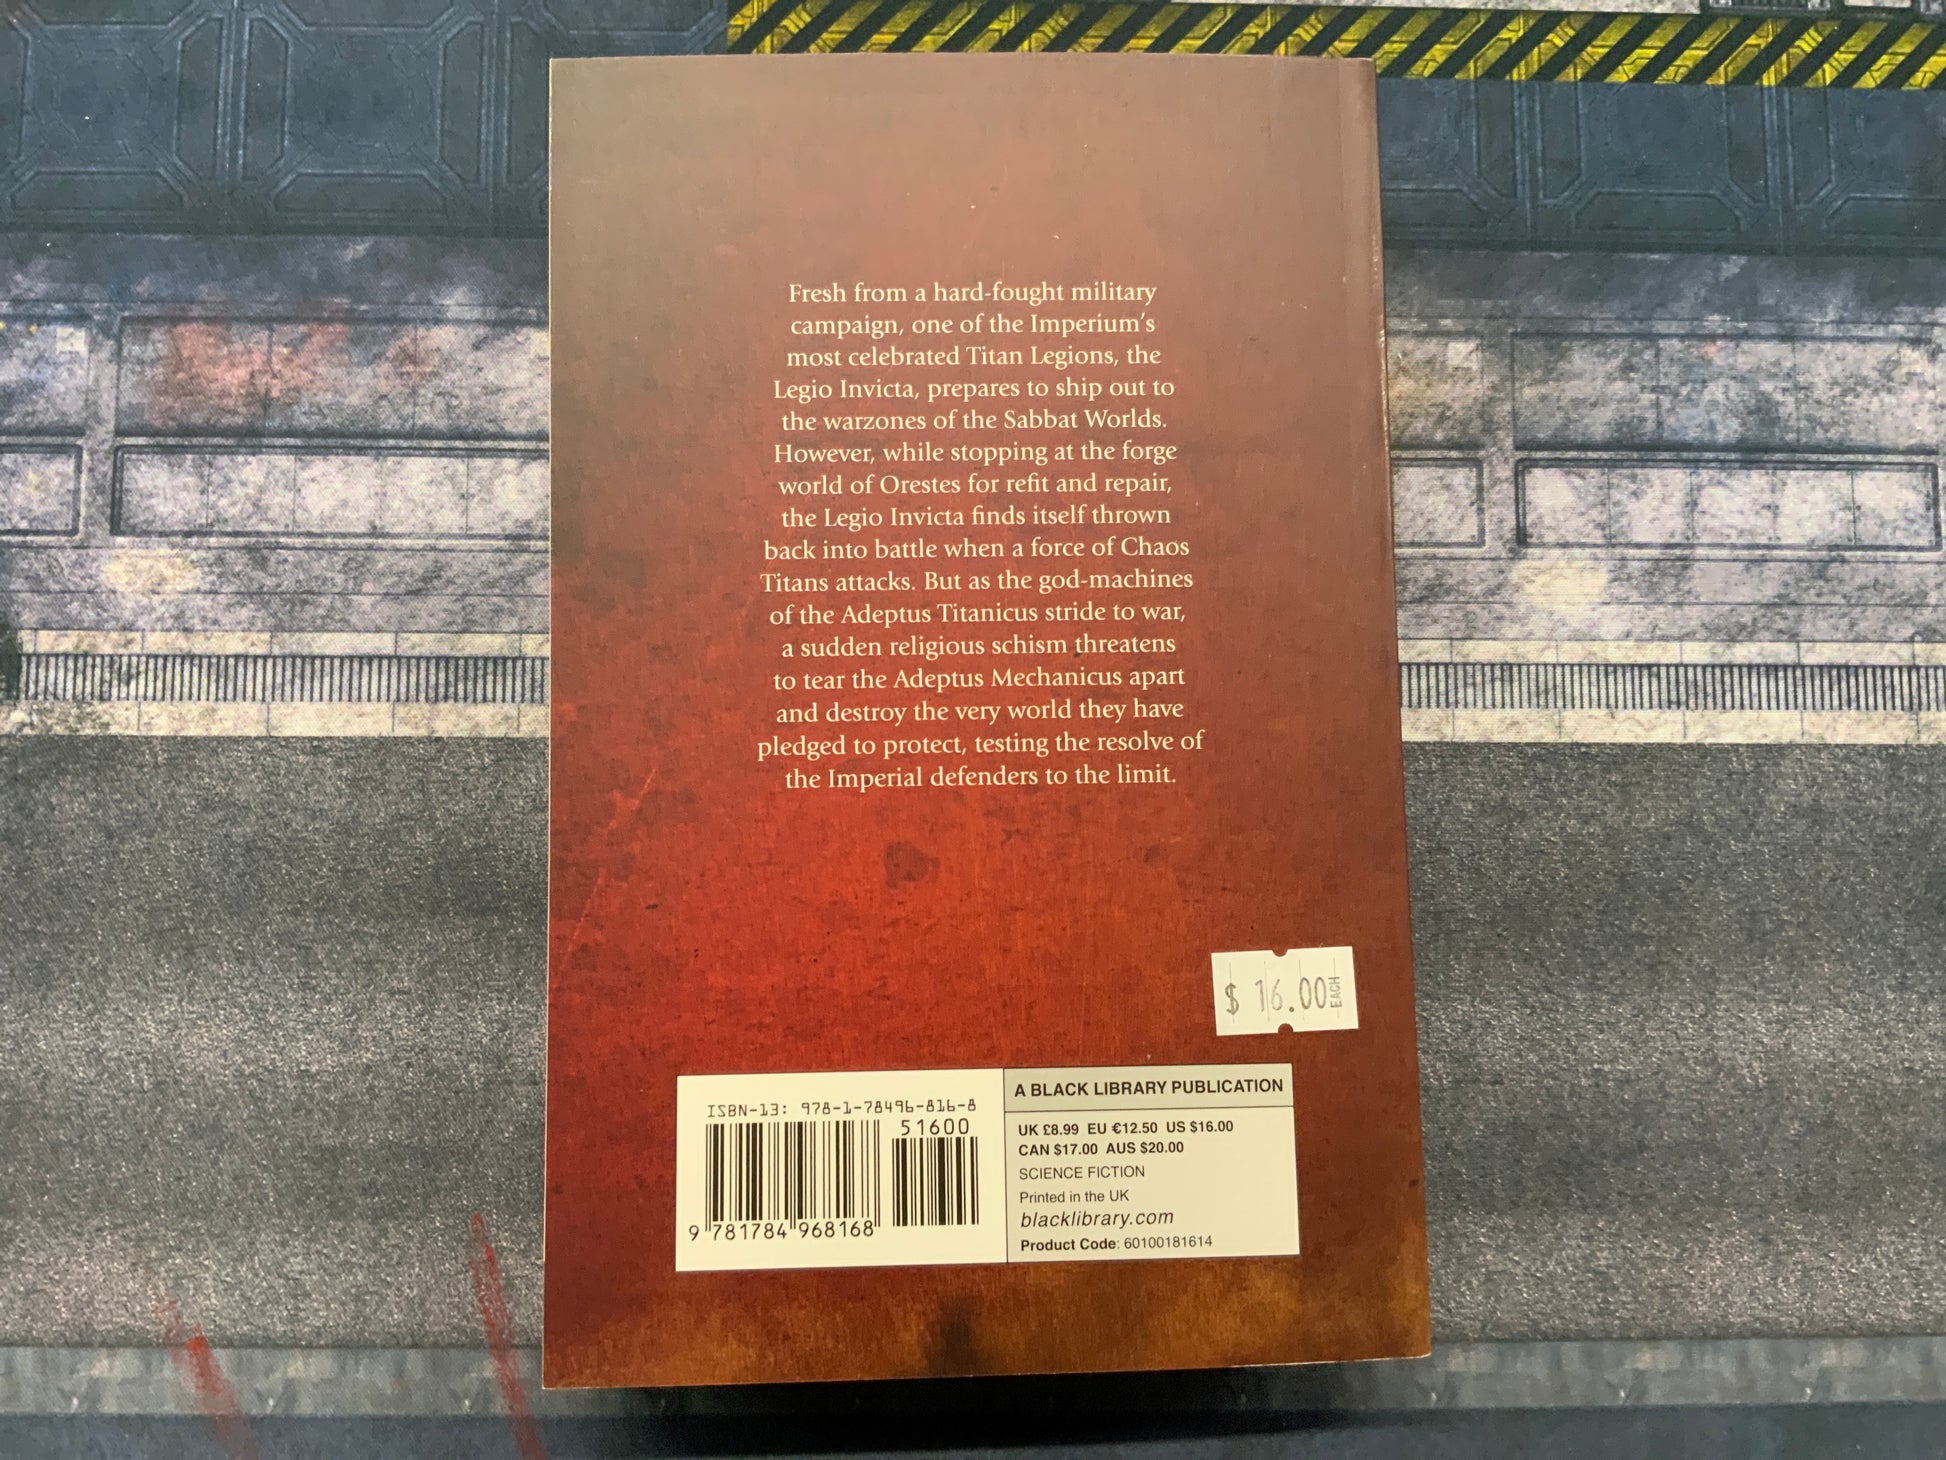 Fresh from a hard-fought military
campaign, one of the Imperium's
most celebrated Titan Legions, the
Legio Invicta, prepares to ship out to
the warzones of the Sabbat Worlds.
However, while stopping at the forge
world of Orestes for refit and repair,
the Legio Invicta finds itself thrown
back into battle when a force of Chaos
Titans attacks. But as the god-machines
of the Adeptus Titanicus stride to war,
a sudden religious schism threatens
to tear the Adeptus Mechanicus apart
and destroy the very world they have
pledged to protect, testing the resolve of
the Imperial defenders to the limit.
$ 16.00 EACH
ISBN-13: 978-1-78496-816-8
51600
9 781784 968168
A BLACK LIBRARY PUBLICATION
UK £8.99 EU €12.50 US $16.00
CAN $17.00 AUS $20.00
SCIENCE FICTION
Printed in the UK
blacklibrary.com
Product Code: 60100181614